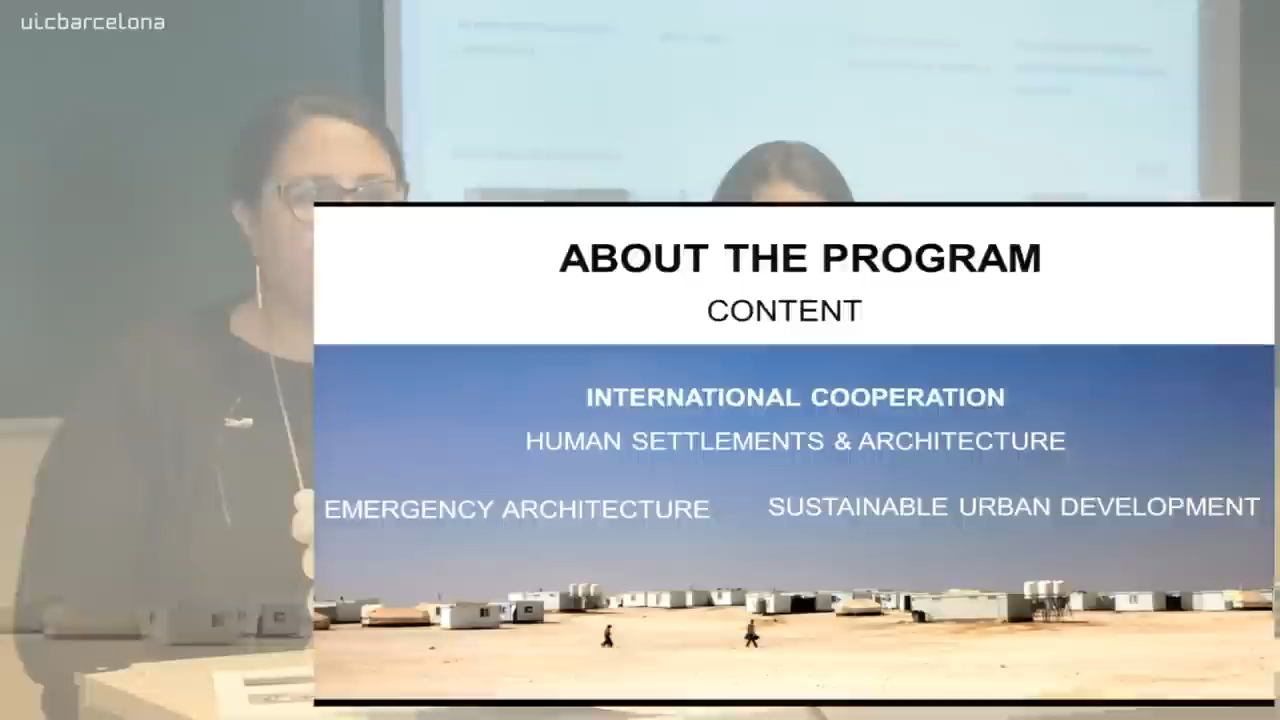 uicbarcelona
ABOUT THE PROGRAM
CONTENT
INTERNATIONAL COOPERATION
HUMAN SETTLEMENTS & ARCHITECTURE
EMERGENCY ARCHITECTURE
SUSTAINABLE URBAN DEVELOPMENT